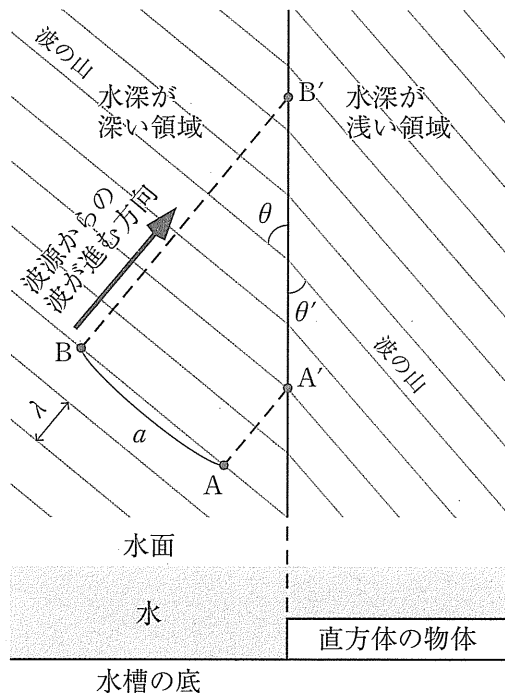 波の山
水深が
深い領域
B′
水深が
浅い領域
波源からの
波が進む方向
θ
θ′
B
A′
波の山
λ
a
A
水面
水
直方体の物体
水槽の底